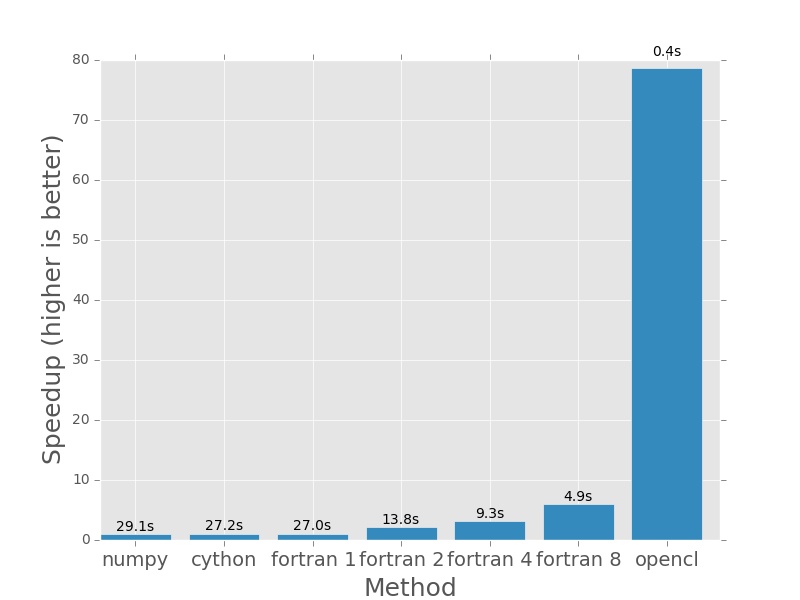 0.4s
80
70
60
50
40
30
20
10
0
Speedup (higher is better)
29.1s 27.2s 27.0s 13.8s 9.3s 4.9s
numpy cython fortran 1 fortran 2 fortran 4 fortran 8 opencl
Method